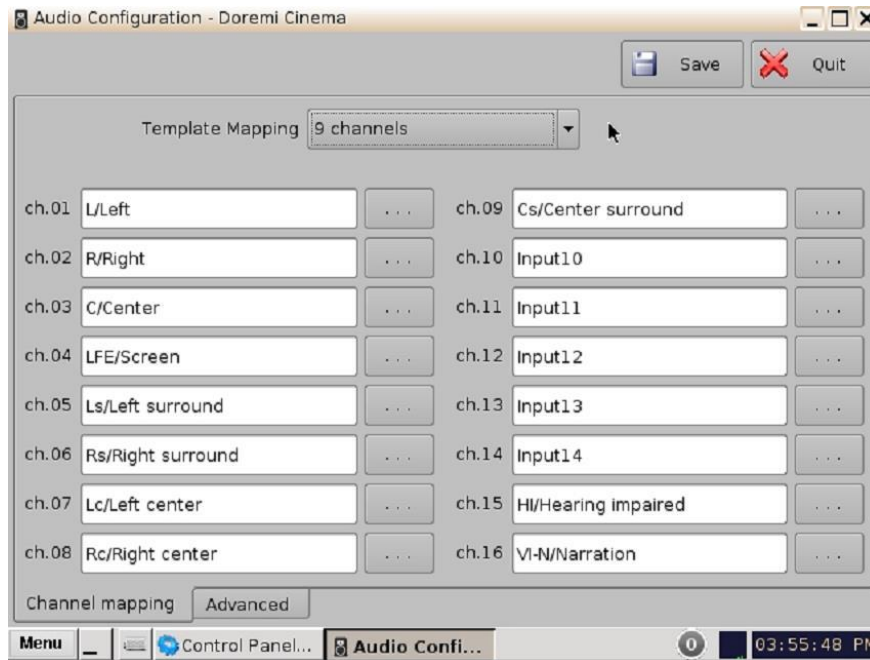 Audio Configuration - Doremi Cinema
Save Quit
Template Mapping 9 channels
ch.01 L/Left ... ch.09 Cs/Center surround ...
ch.02 R/Right ... ch.10 Input10 ...
ch.03 C/Center ... ch.11 Input11 ...
ch.04 LFE/Screen ... ch.12 Input12 ...
ch.05 Ls/Left surround ... ch.13 Input13 ...
ch.06 Rs/Right surround ... ch.14 Input14 ...
ch.07 Lc/Left center ... ch.15 HI/Hearing impaired ...
ch.08 Rc/Right center ... ch.16 VI-N/Narration ...
Channel mapping Advanced
Menu Control Panel... Audio Confi... 0 03:55:48 PM